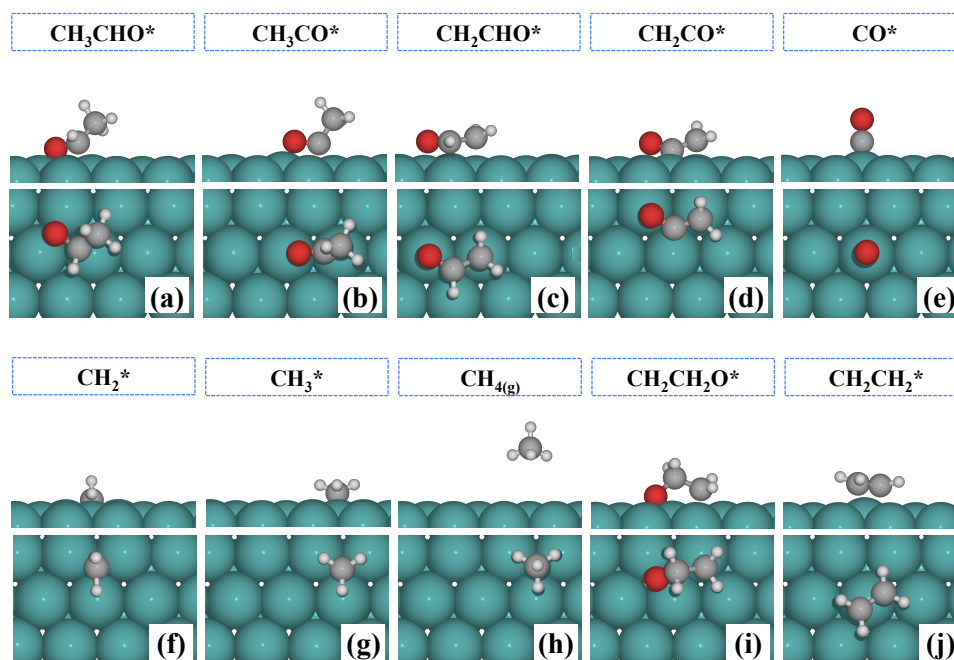 CH₃CHO* CH₃CO* CH₂CHO* CH₂CO* CO*
(a) (b) (c) (d) (e)
CH₂* CH₃* CH₄(g) CH₂CH₂O* CH₂CH₂*
(f) (g) (h) (i) (j)